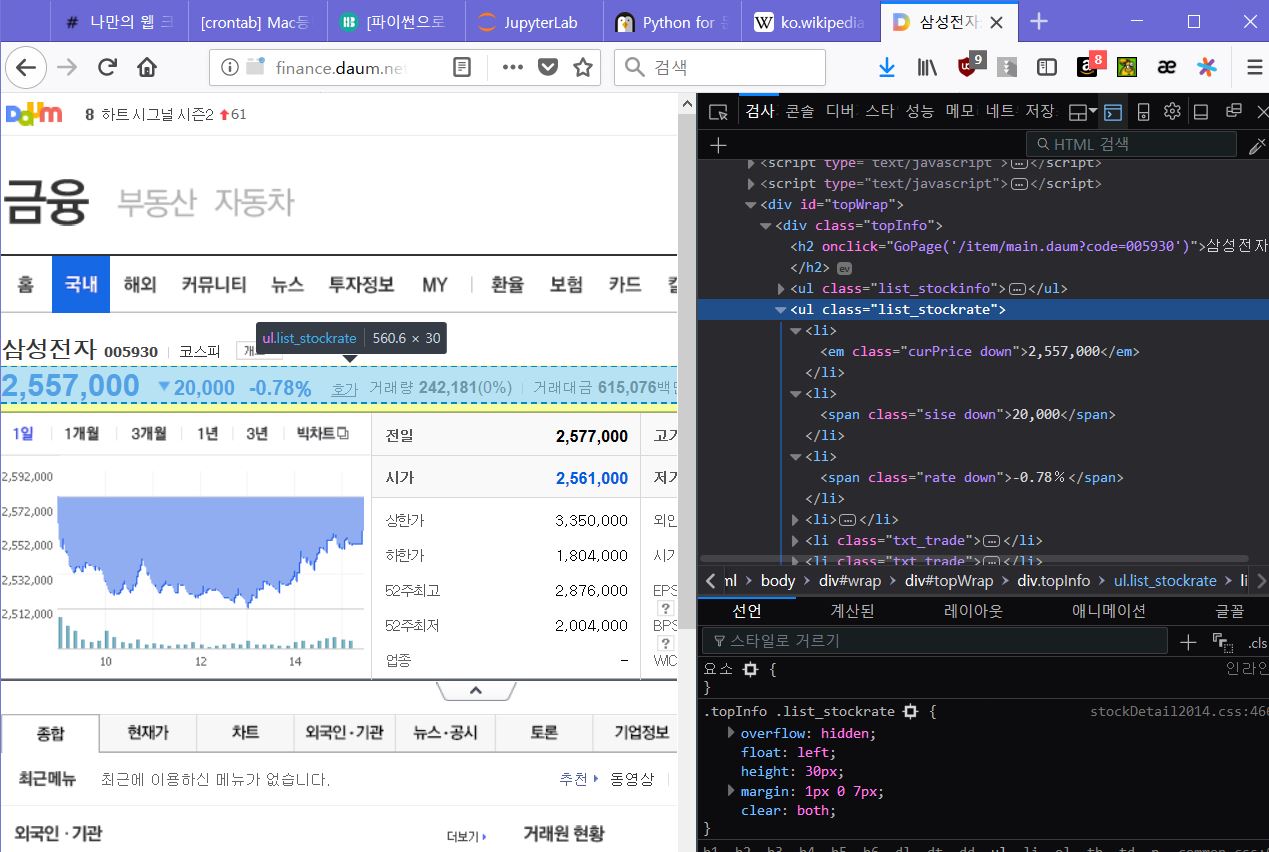 # 나만의 웹 크
[crontab] Mac등
[파이썬으로
JupyterLab
Python for
W ko.wikipedia
삼성전자:
finance.daum.ne
검색
9
8
Daum 8 하트 시그널 시즌2 61
금융 부동산 자동차
홈 국내 해외 커뮤니티 뉴스 투자정보 MY 환율 보험 카드
ul.list_stockrate 560.6 × 30
삼성전자 005930 코스피
2,557,000 ▼20,000 -0.78% 호가 거래량 242,181(0%) 거래대금 615,076백만
1일 1개월 3개월 1년 3년 빅차트
2,592,000
2,572,000
2,552,000
2,532,000
2,512,000
10 12 14
전일 2,577,000
시가 2,561,000
상한가 3,350,000
하한가 1,804,000
52주최고 2,876,000
52주최저 2,004,000
업종 –
고가
저가
외인
시가
EPS
?
BPS
?
WIC
종합 현재가 차트 외국인·기관 뉴스·공시 토론 기업정보
최근메뉴 최근에 이용하신 메뉴가 없습니다. 추천 동영상
외국인·기관 더보기 거래원 현황
검사 콘솔 디버 스타 성능 메모 네트 저장
HTML 검색
<script type="text/javascript"></script>
<script type="text/javascript"></script>
<div id="topWrap">
<div class="topInfo">
<h2 onclick="GoPage('/item/main.daum?code=005930')">삼성전자
</h2> ev
<ul class="list_stockinfo"></ul>
<ul class="list_stockrate">
<li>
<em class="curPrice down">2,557,000</em>
</li>
<li>
<span class="sise down">20,000</span>
</li>
<li>
<span class="rate down">-0.78%</span>
</li>
<li></li>
<li class="txt_trade"></li>
<li class="txt_trade"></li>
ml > body > div#wrap > div#topWrap > div.topInfo > ul.list_stockrate > li
선언 계산된 레이아웃 애니메이션 글꼴
스타일로 거르기 .cls
요소 { 인라인
}
.topInfo .list_stockrate { stockDetail2014.css:466
overflow: hidden;
float: left;
height: 30px;
margin: 1px 0 7px;
clear: both;
}